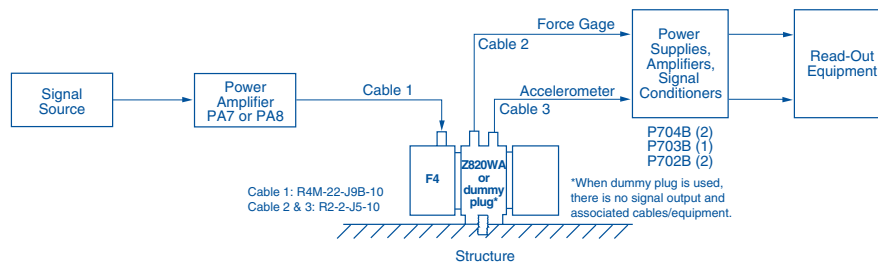 Signal
Source
Power
Amplifier
PA7 or PA8
Cable 1
Force Gage
Cable 2
Accelerometer
Cable 3
Power
Supplies,
Amplifiers,
Signal
Conditioners
Read-Out
Equipment
P704B (2)
P703B (1)
P702B (2)
F4
Z820WA
or
dummy
plug*
Cable 1: R4M-22-J9B-10
Cable 2 & 3: R2-2-J5-10
*When dummy plug is used,
there is no signal output and
associated cables/equipment.
Structure